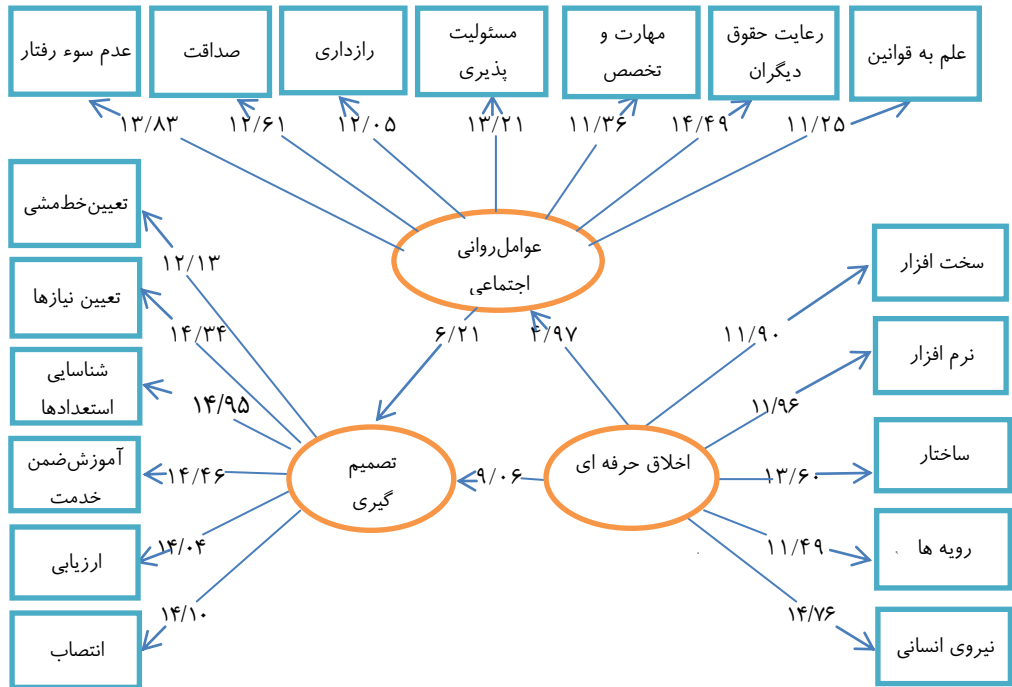 علم به قوانین
رعایت حقوق
دیگران
مهارت و
تخصص
مسئولیت
پذیری
رازداری
صداقت
عدم سوء رفتار
۱۱/۲۵
۱۴/۴۹
۱۱/۳۶
۱۳/۲۱
۱۲/۰۵
۱۲/۶۱
۱۳/۸۳
عوامل‌روانی
اجتماعی
۴/۹۷
۶/۲۱
سخت افزار
۱۱/۹۰
نرم افزار
۱۱/۹۶
ساختار
۱۳/۶۰
رویه ها
۱۱/۴۹
نیروی انسانی
۱۴/۷۶
اخلاق حرفه ای
۹/۰۶
تصمیم
گیری
تعیین‌خط‌مشی
۱۲/۱۳
تعیین نیازها
۱۴/۳۴
شناسایی
استعدادها
۱۴/۹۵
آموزش‌ضمن
خدمت
۱۴/۴۶
ارزیابی
۱۴/۰۴
انتصاب
۱۴/۱۰